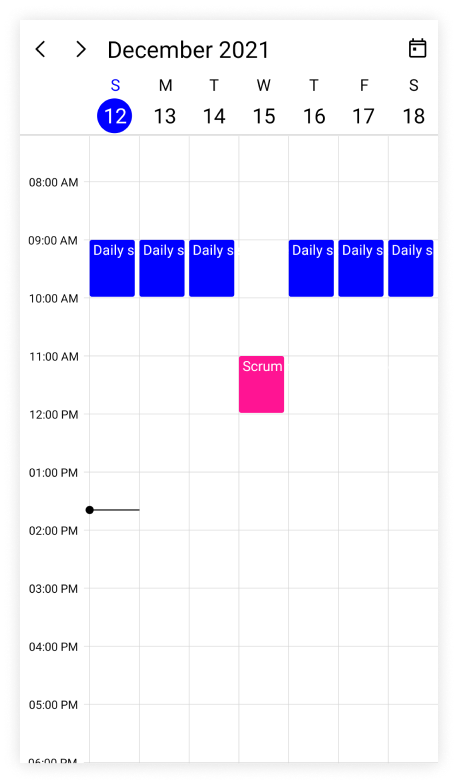 December 2021
S M T W T F S
12 13 14 15 16 17 18
08:00 AM
09:00 AM
Daily s Daily s Daily s Daily s Daily s Daily s
10:00 AM
11:00 AM
Scrum
12:00 PM
01:00 PM
02:00 PM
03:00 PM
04:00 PM
05:00 PM
06:00 PM